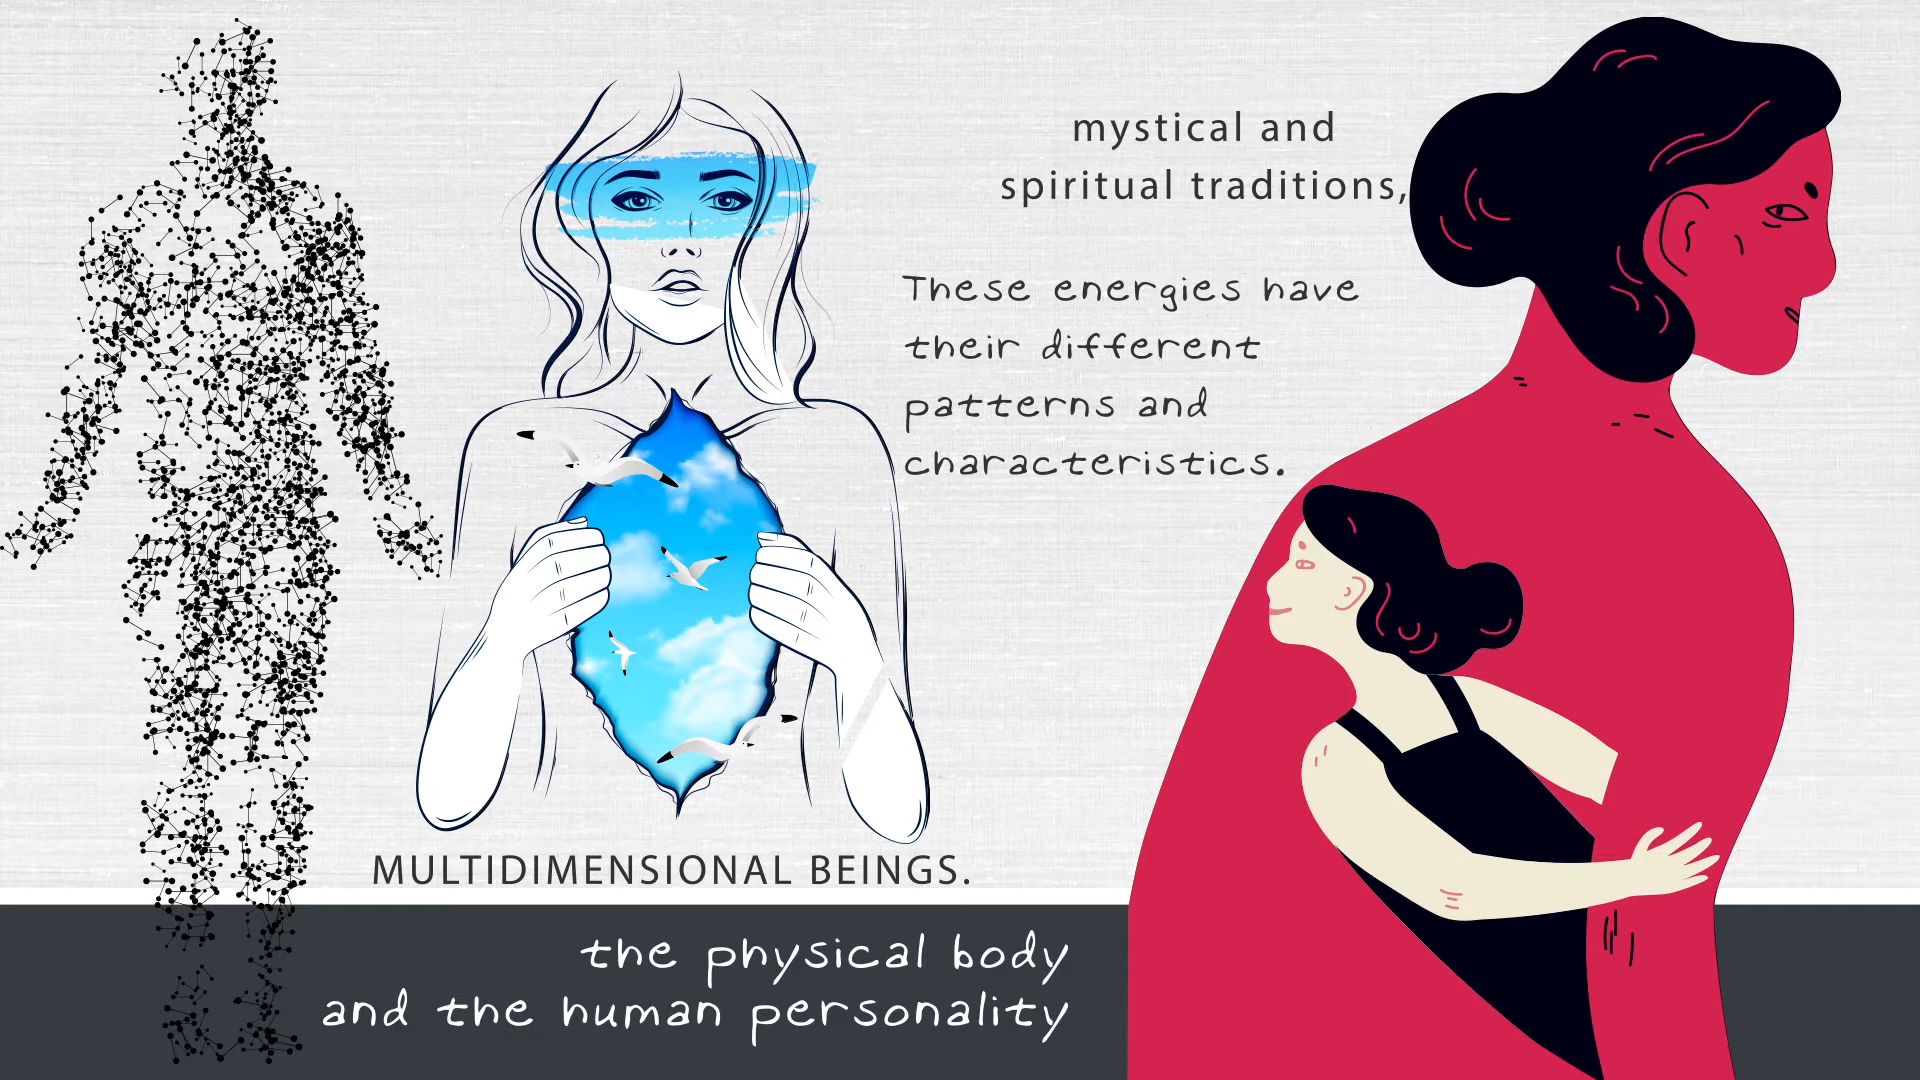 mystical and
spiritual traditions,
These energies have
their different
patterns and
characteristics.
MULTIDIMENSIONAL BEINGS.
the physical body
and the human personality